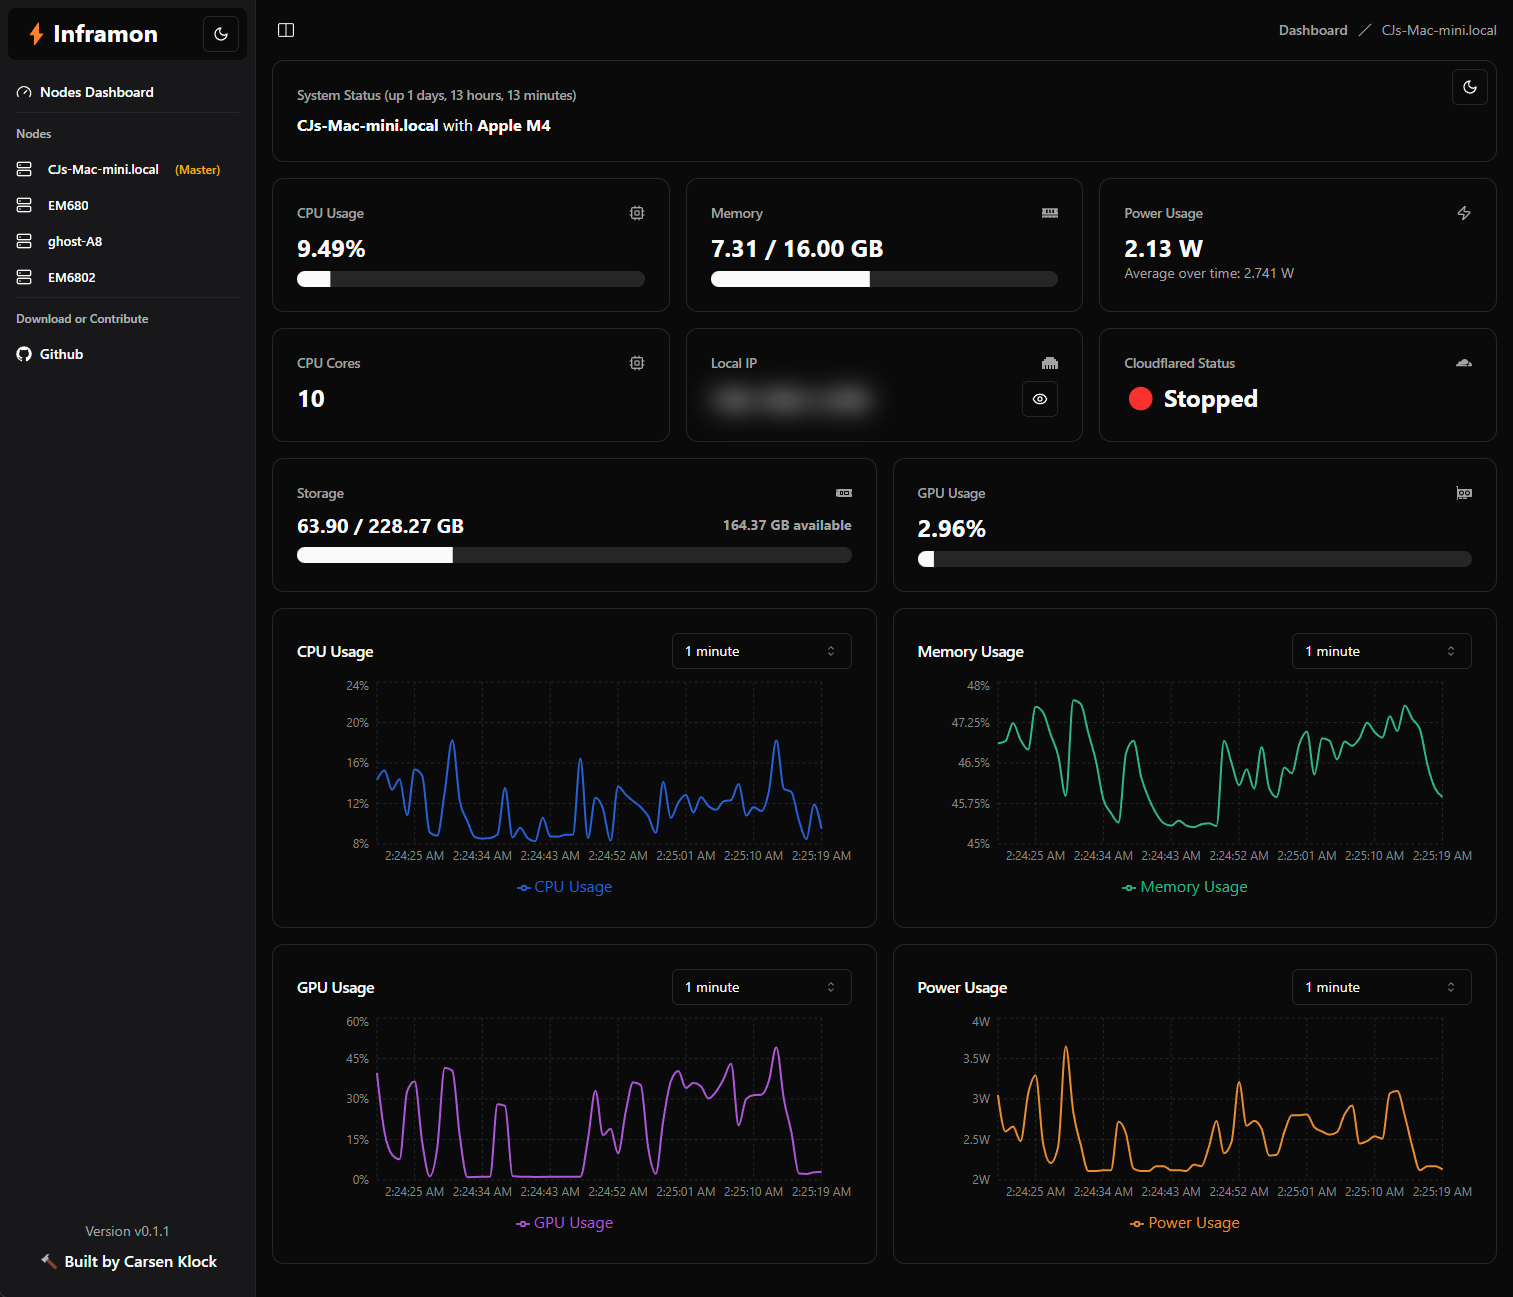 Inframon
Nodes Dashboard
Nodes
CJs-Mac-mini.local (Master)
EM680
ghost-A8
EM6802
Download or Contribute
Github
Version v0.1.1
Built by Carsen Klock
Dashboard / CJs-Mac-mini.local
System Status (up 1 days, 13 hours, 13 minutes)
CJs-Mac-mini.local with Apple M4
CPU Usage
9.49%
Memory
7.31 / 16.00 GB
Power Usage
2.13 W
Average over time: 2.741 W
CPU Cores
10
Local IP
Cloudflared Status
Stopped
Storage
63.90 / 228.27 GB
164.37 GB available
GPU Usage
2.96%
CPU Usage
1 minute
24%
20%
16%
12%
8%
2:24:25 AM 2:24:34 AM 2:24:43 AM 2:24:52 AM 2:25:01 AM 2:25:10 AM 2:25:19 AM
CPU Usage
Memory Usage
1 minute
48%
47.25%
46.5%
45.75%
45%
2:24:25 AM 2:24:34 AM 2:24:43 AM 2:24:52 AM 2:25:01 AM 2:25:10 AM 2:25:19 AM
Memory Usage
GPU Usage
1 minute
60%
45%
30%
15%
0%
2:24:25 AM 2:24:34 AM 2:24:43 AM 2:24:52 AM 2:25:01 AM 2:25:10 AM 2:25:19 AM
GPU Usage
Power Usage
1 minute
4W
3.5W
3W
2.5W
2W
2:24:25 AM 2:24:34 AM 2:24:43 AM 2:24:52 AM 2:25:01 AM 2:25:10 AM 2:25:19 AM
Power Usage